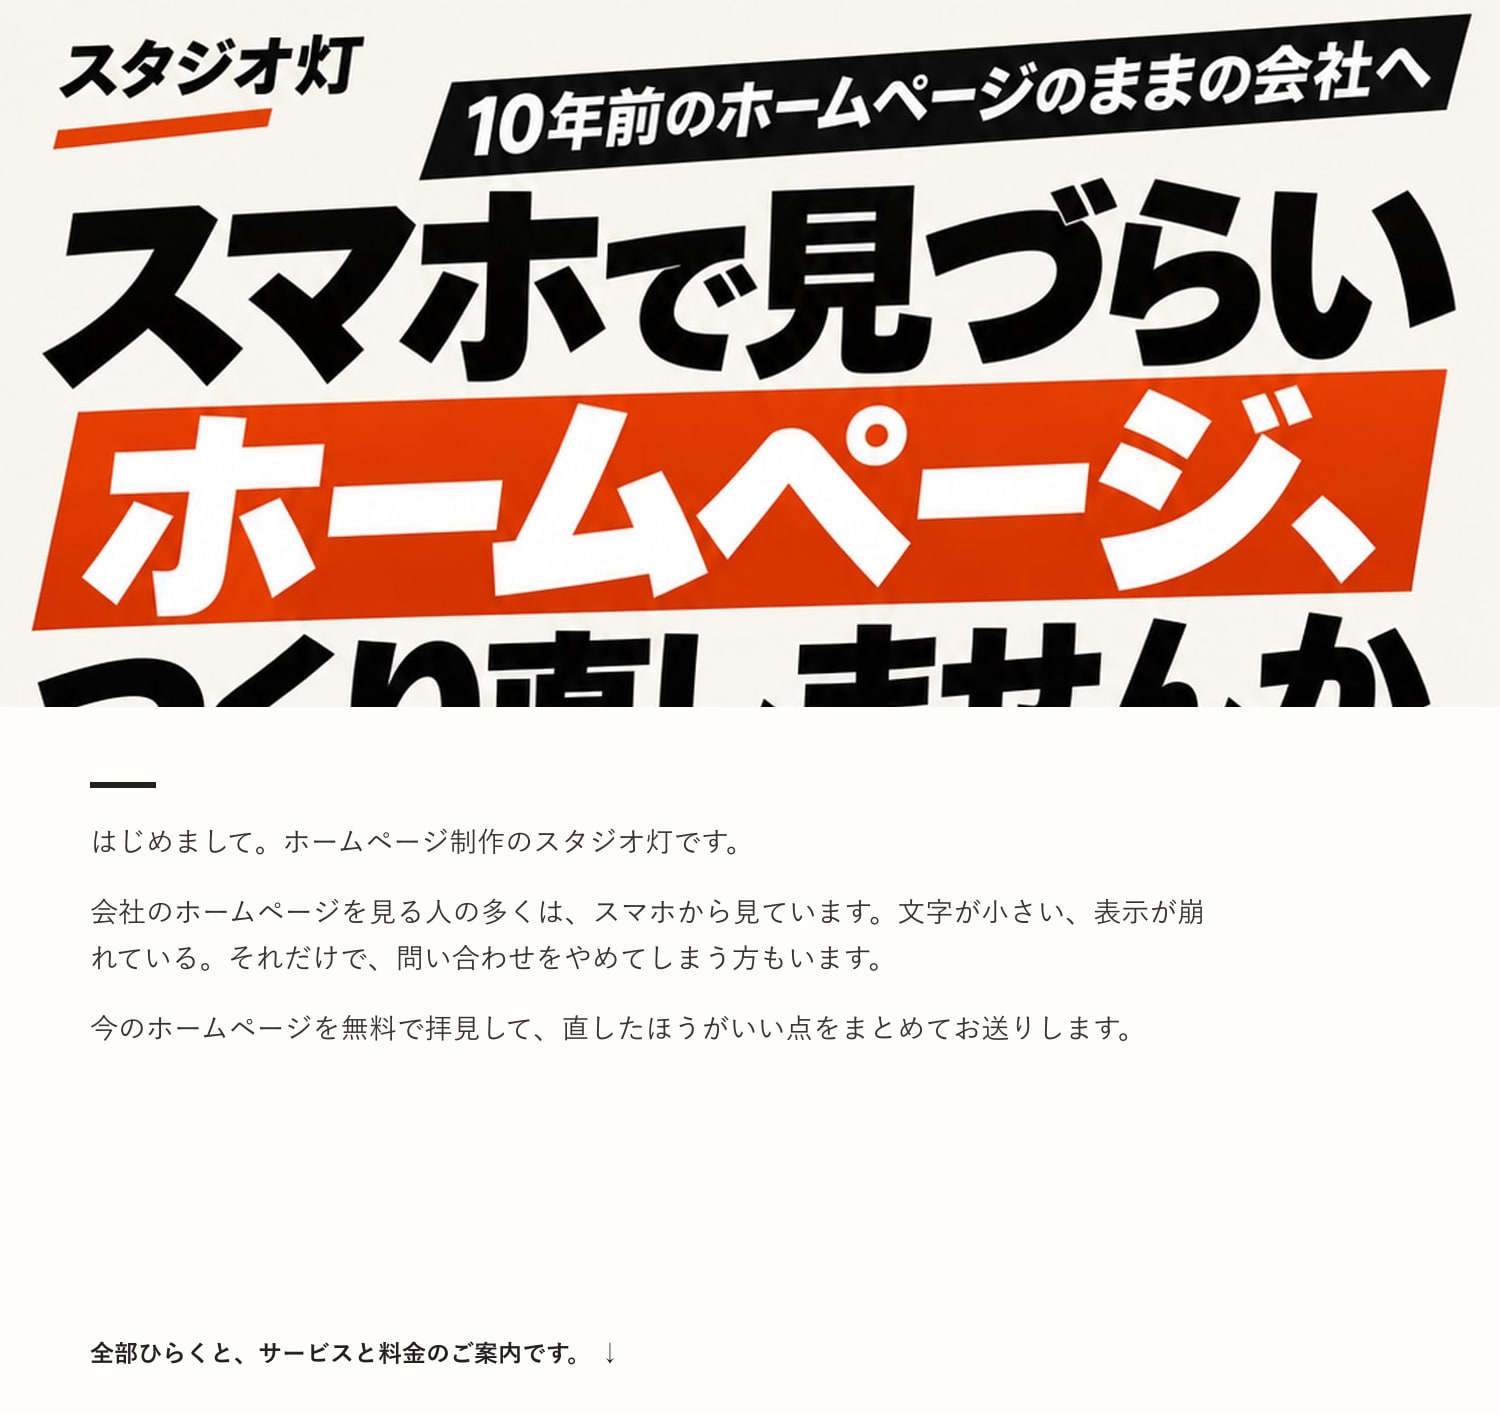 スタジオ灯
10年前のホームページのままの会社へ
スマホで見づらい
ホームページ、
つくり直しませんか
はじめまして。ホームページ制作のスタジオ灯です。
会社のホームページを見る人の多くは、スマホから見ています。文字が小さい、表示が崩
れている。それだけで、問い合わせをやめてしまう方もいます。
今のホームページを無料で拝見して、直したほうがいい点をまとめてお送りします。
全部ひらくと、サービスと料金のご案内です。 ↓